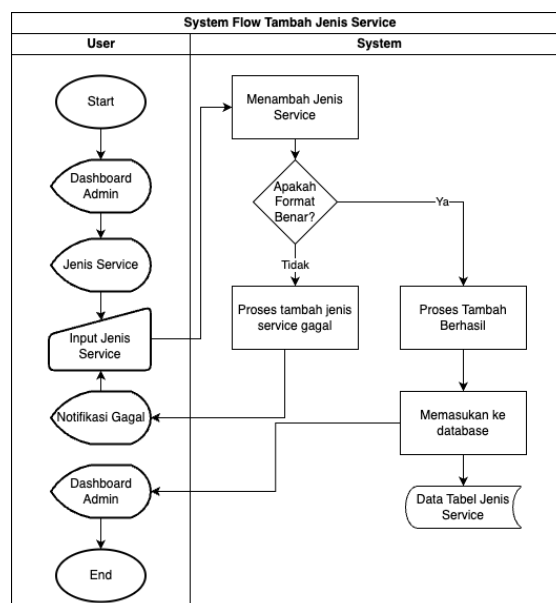 System Flow Tambah Jenis Service
User
System
Start
Dashboard
Admin
Jenis Service
Input Jenis
Service
Notifikasi Gagal
Dashboard
Admin
End
Menambah Jenis
Service
Apakah
Format
Benar?
Ya
Tidak
Proses tambah jenis
service gagal
Proses Tambah
Berhasil
Memasukan ke
database
Data Tabel Jenis
Service